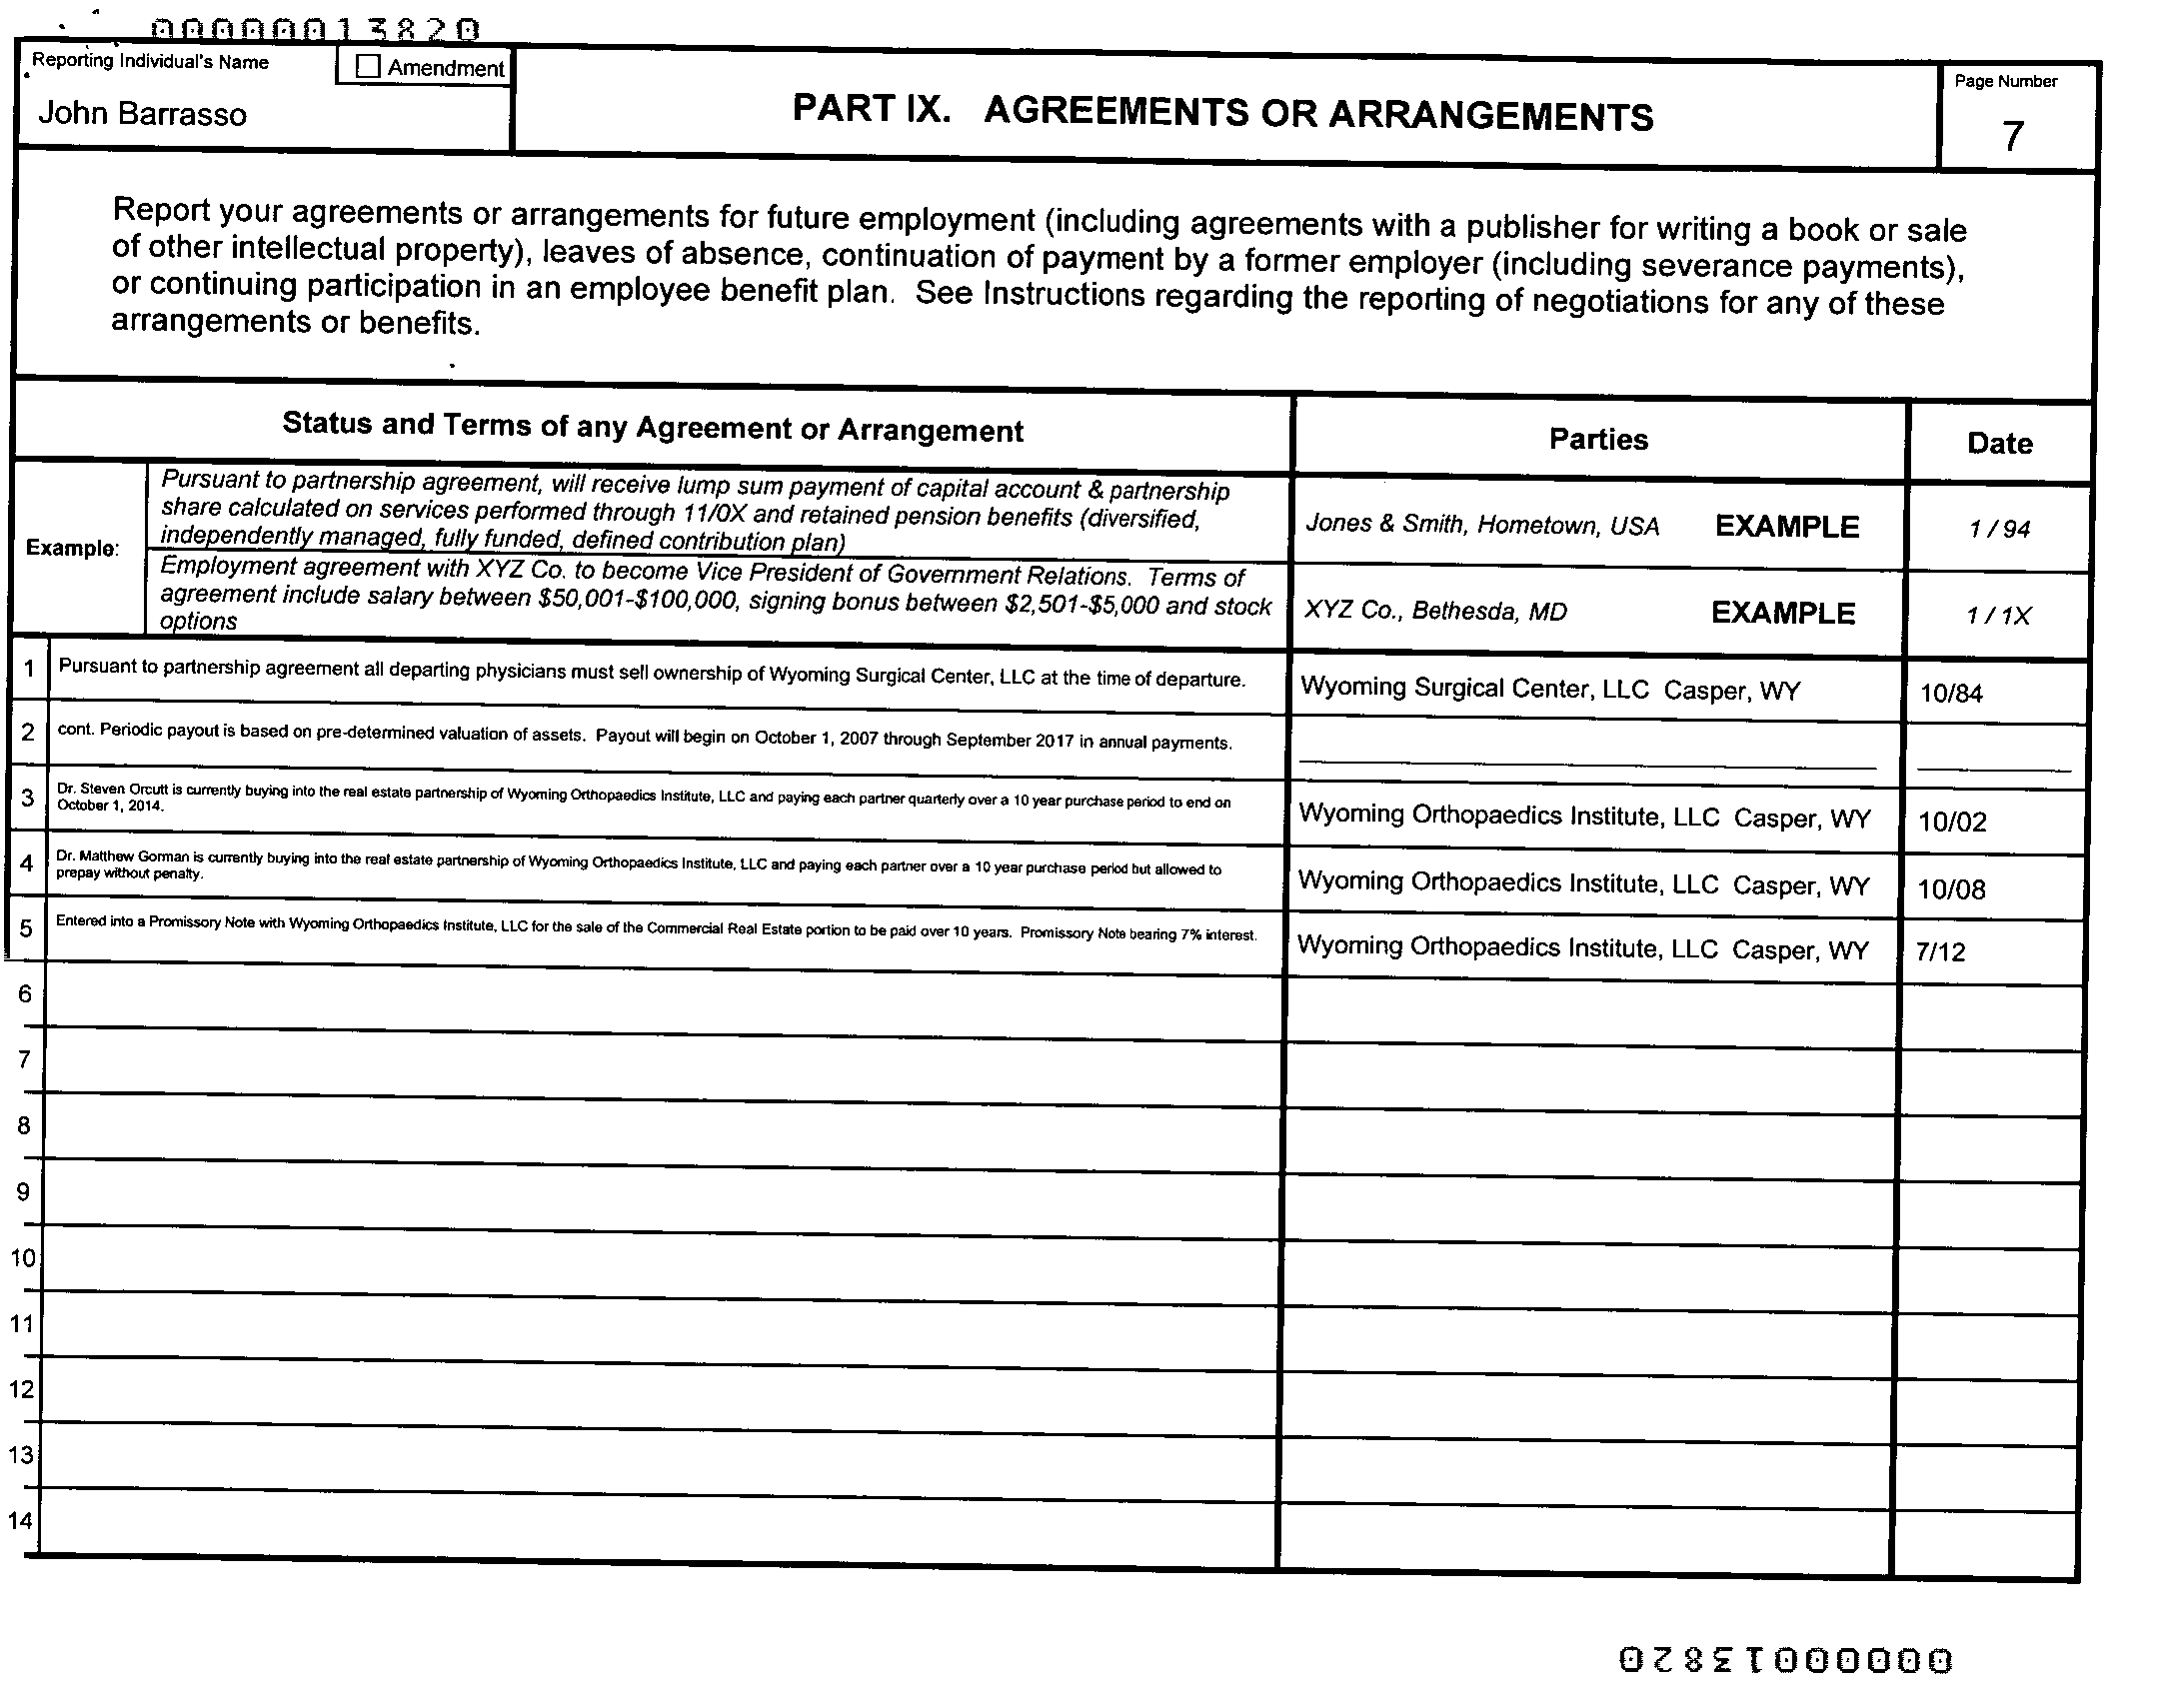 00000013820
Reporting Individual's Name
Amendment
John Barrasso
PART IX. AGREEMENTS OR ARRANGEMENTS
Page Number
7
Report your agreements or arrangements for future employment (including agreements with a publisher for writing a book or sale
of other intellectual property), leaves of absence, continuation of payment by a former employer (including severance payments),
or continuing participation in an employee benefit plan. See Instructions regarding the reporting of negotiations for any of these
arrangements or benefits.
Status and Terms of any Agreement or Arrangement
Parties
Date
Example:
Pursuant to partnership agreement, will receive lump sum payment of capital account & partnership
share calculated on services performed through 11/0X and retained pension benefits (diversified,
independently managed, fully funded, defined contribution plan)
Jones & Smith, Hometown, USA EXAMPLE
1 / 94
Employment agreement with XYZ Co. to become Vice President of Government Relations. Terms of
agreement include salary between $50,001-$100,000, signing bonus between $2,501-$5,000 and stock
options
XYZ Co., Bethesda, MD EXAMPLE
1 / 1X
1 Pursuant to partnership agreement all departing physicians must sell ownership of Wyoming Surgical Center, LLC at the time of departure.
Wyoming Surgical Center, LLC Casper, WY
10/84
2 cont. Periodic payout is based on pre-determined valuation of assets. Payout will begin on October 1, 2007 through September 2017 in annual payments.
3 Dr. Steven Orcutt is currently buying into the real estate partnership of Wyoming Orthopaedics Institute, LLC and paying each partner quarterly over a 10 year purchase period to end on
October 1, 2014.
Wyoming Orthopaedics Institute, LLC Casper, WY
10/02
4 Dr. Matthew Gorman is currently buying into the real estate partnership of Wyoming Orthopaedics Institute, LLC and paying each partner over a 10 year purchase period but allowed to
prepay without penalty.
Wyoming Orthopaedics Institute, LLC Casper, WY
10/08
5 Entered into a Promissory Note with Wyoming Orthopaedics Institute, LLC for the sale of the Commercial Real Estate portion to be paid over 10 years. Promissory Note bearing 7% interest.
Wyoming Orthopaedics Institute, LLC Casper, WY
7/12
6
7
8
9
10
11
12
13
14
00000013820